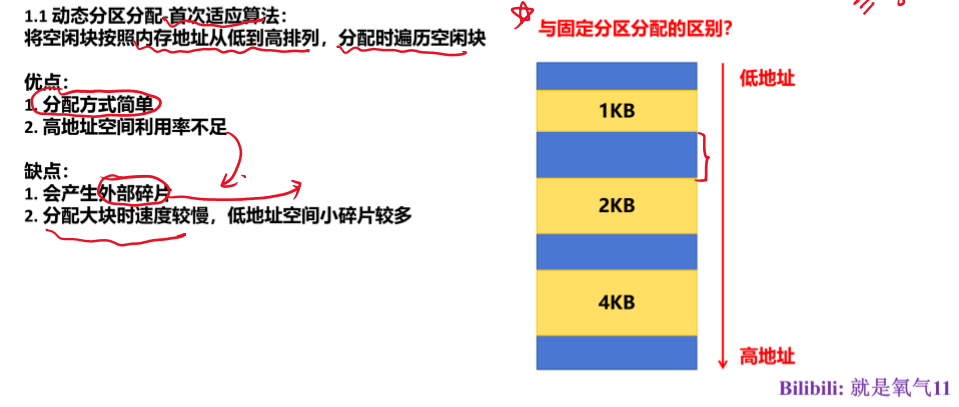 1.1 动态分区分配-首次适应算法：
将空闲块按照内存地址从低到高排列，分配时遍历空闲块
优点：
1. 分配方式简单
2. 高地址空间利用率不足
缺点：
1. 会产生外部碎片
2. 分配大块时速度较慢，低地址空间小碎片较多
与固定分区分配的区别？
低地址
1KB
2KB
4KB
高地址
Bilibili: 就是氧气11